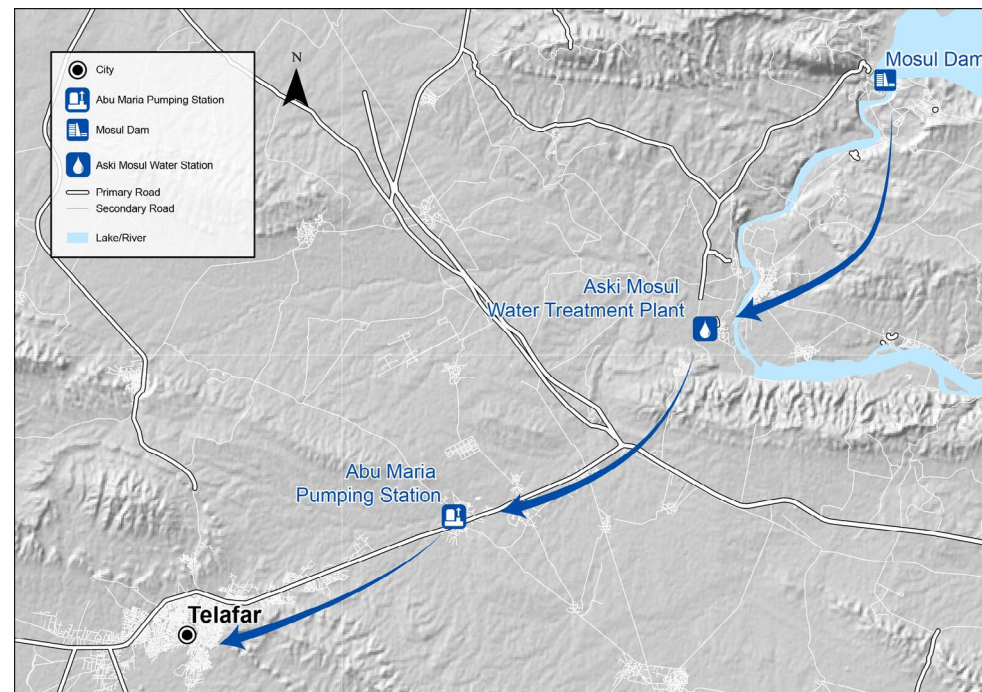 City
Abu Maria Pumping Station
Mosul Dam
Aski Mosul Water Station
Primary Road
Secondary Road
Lake/River
N
Mosul Dam
Aski Mosul
Water Treatment Plant
Abu Maria
Pumping Station
Telafar